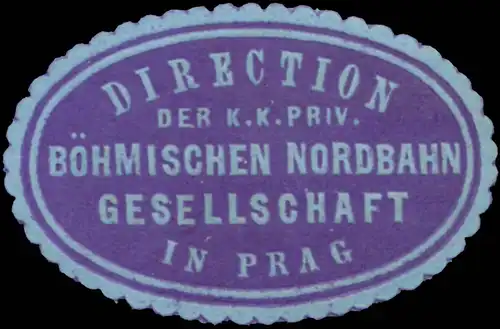 DIRECTION
DER K.K. PRIV.
BÖHMISCHEN NORDBAHN
GESELLSCHAFT
IN PRAG